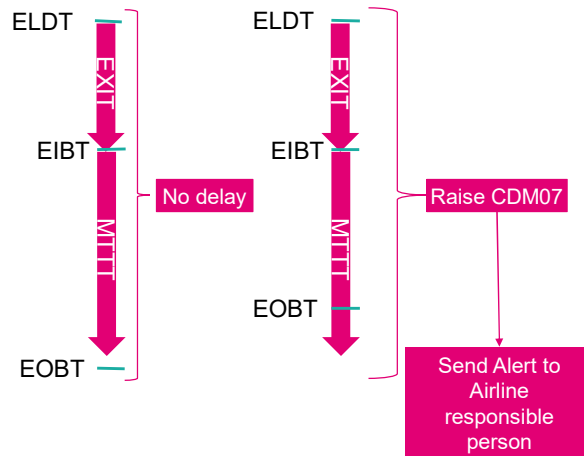 ELDT
EXIT
EIBT
MTTT
EOBT
No delay
ELDT
EXIT
EIBT
MTTT
EOBT
Raise CDM07
Send Alert to
Airline
responsible
person